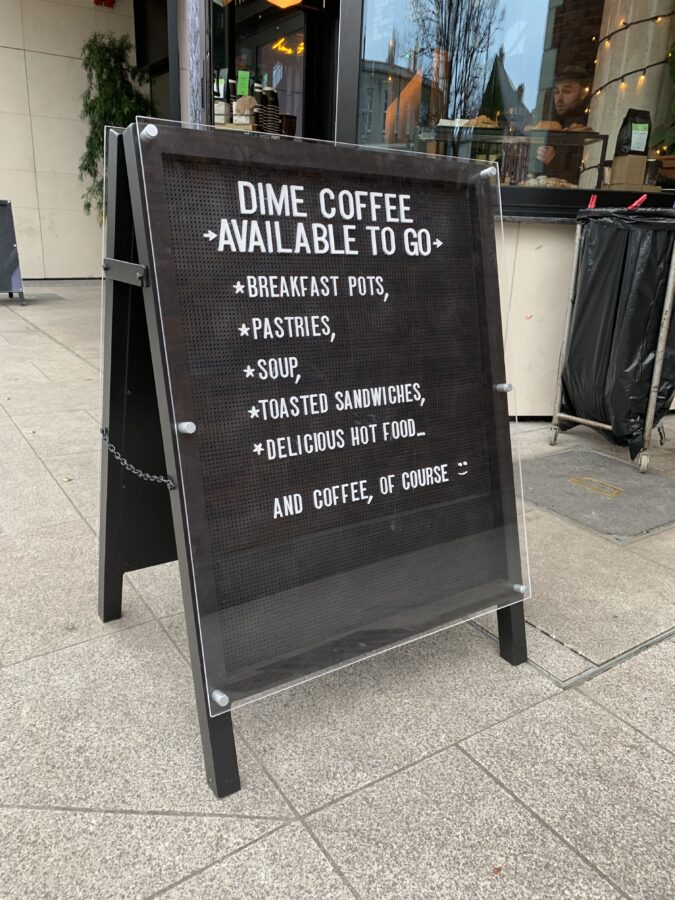 DIME COFFEE
→AVAILABLE TO GO→
*BREAKFAST POTS,
*PASTRIES,
*SOUP,
*TOASTED SANDWICHES,
*DELICIOUS HOT FOOD...
AND COFFEE, OF COURSE :)